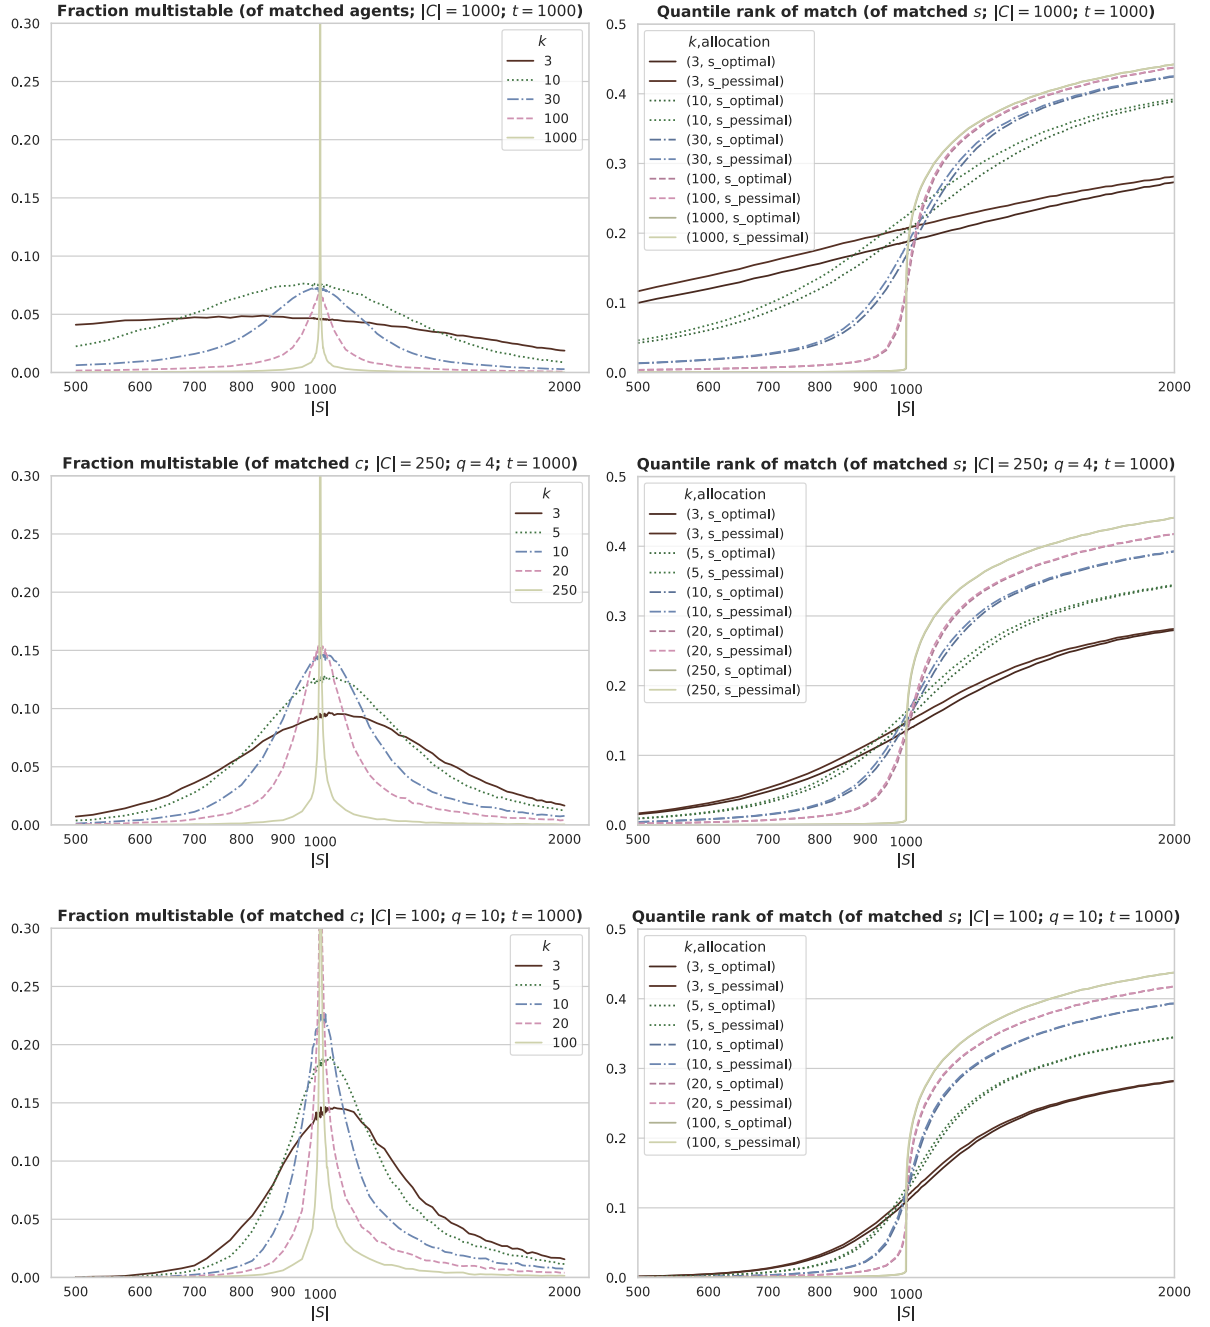 Fraction multistable (of matched agents; |C| = 1000; t = 1000)
0.30
0.25
0.20
0.15
0.10
0.05
0.00
k
3
10
30
100
1000
500 600 700 800 900 1000 2000
|S|
Quantile rank of match (of matched s; |C| = 1000; t = 1000)
0.5
0.4
0.3
0.2
0.1
0.0
k,allocation
(3, s_optimal)
(3, s_pessimal)
(10, s_optimal)
(10, s_pessimal)
(30, s_optimal)
(30, s_pessimal)
(100, s_optimal)
(100, s_pessimal)
(1000, s_optimal)
(1000, s_pessimal)
500 600 700 800 900 1000 2000
|S|
Fraction multistable (of matched c; |C| = 250; q = 4; t = 1000)
0.30
0.25
0.20
0.15
0.10
0.05
0.00
k
3
5
10
20
250
500 600 700 800 900 1000 2000
|S|
Quantile rank of match (of matched s; |C| = 250; q = 4; t = 1000)
0.5
0.4
0.3
0.2
0.1
0.0
k,allocation
(3, s_optimal)
(3, s_pessimal)
(5, s_optimal)
(5, s_pessimal)
(10, s_optimal)
(10, s_pessimal)
(20, s_optimal)
(20, s_pessimal)
(250, s_optimal)
(250, s_pessimal)
500 600 700 800 900 1000 2000
|S|
Fraction multistable (of matched c; |C| = 100; q = 10; t = 1000)
0.30
0.25
0.20
0.15
0.10
0.05
0.00
k
3
5
10
20
100
500 600 700 800 900 1000 2000
|S|
Quantile rank of match (of matched s; |C| = 100; q = 10; t = 1000)
0.5
0.4
0.3
0.2
0.1
0.0
k,allocation
(3, s_optimal)
(3, s_pessimal)
(5, s_optimal)
(5, s_pessimal)
(10, s_optimal)
(10, s_pessimal)
(20, s_optimal)
(20, s_pessimal)
(100, s_optimal)
(100, s_pessimal)
500 600 700 800 900 1000 2000
|S|